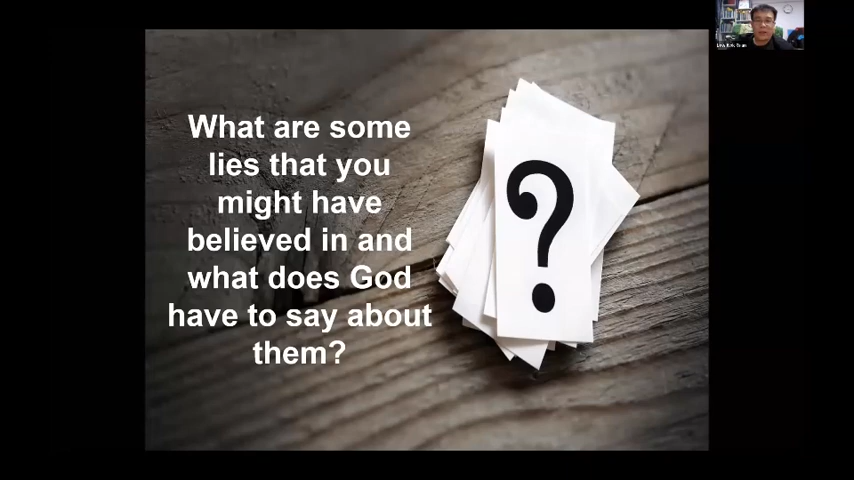 What are some
lies that you
might have
believed in and
what does God
have to say about
them?
?